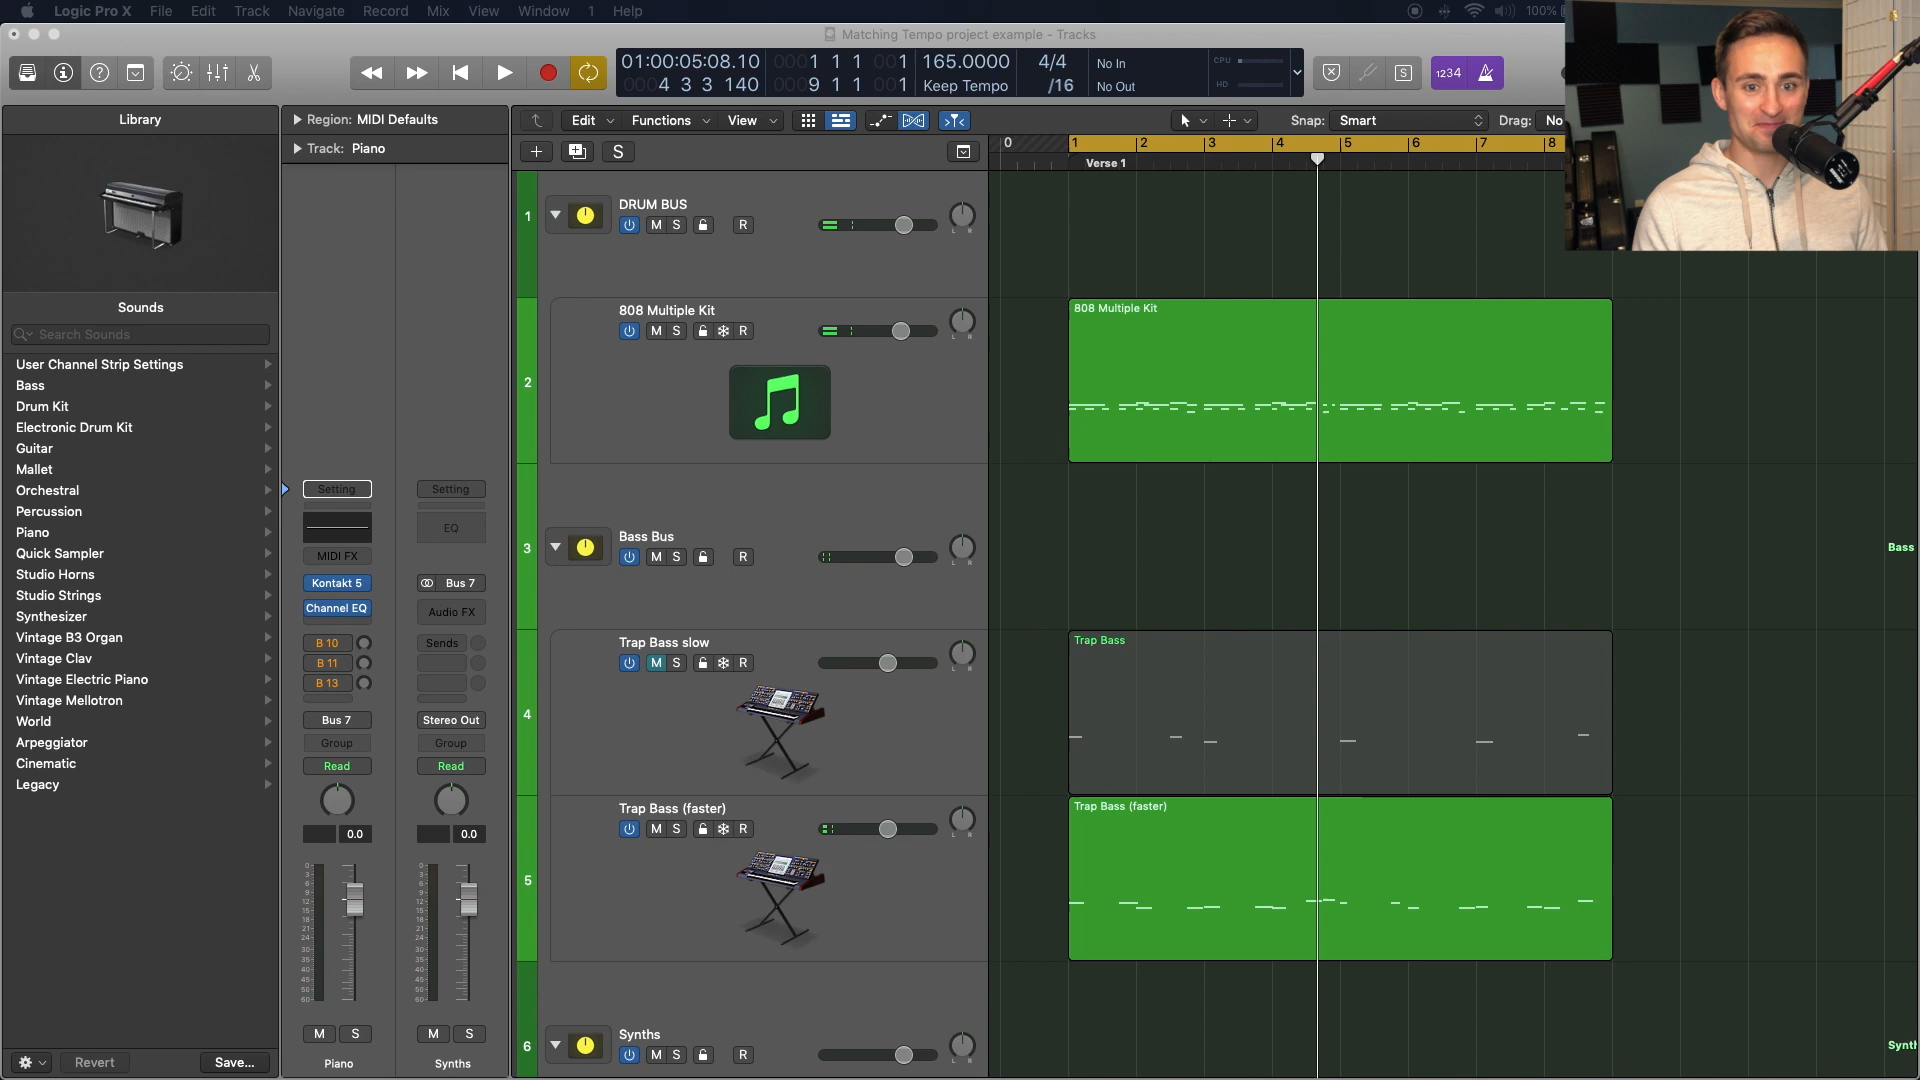 Logic Pro X File Edit Track Navigate Record Mix View Window 1 Help 100%
Matching Tempo project example - Tracks
01:00:05:08.10 0001 1 1 001 165.0000 4/4 No In CPU
0004 3 3 140 0009 1 1 001 Keep Tempo /16 No Out HD
S 1234
Library
Region: MIDI Defaults
Track: Piano
Edit Functions View Snap: Smart Drag: No
S
0 1 2 3 4 5 6 7 8
Verse 1
Sounds
Search Sounds
User Channel Strip Settings
Bass
Drum Kit
Electronic Drum Kit
Guitar
Mallet
Orchestral
Percussion
Piano
Quick Sampler
Studio Horns
Studio Strings
Synthesizer
Vintage B3 Organ
Vintage Clav
Vintage Electric Piano
Vintage Mellotron
World
Arpeggiator
Cinematic
Legacy
Revert Save...
Setting
MIDI FX
Kontakt 5
Channel EQ
B 10
B 11
B 13
Bus 7
Group
Read
0.0
M S
Piano
Setting
EQ
Bus 7
Audio FX
Sends
Stereo Out
Group
Read
0.0
M S
Synths
1 DRUM BUS
M S R L R
2 808 Multiple Kit
M S R L R
808 Multiple Kit
3 Bass Bus
M S R L R
Bass
4 Trap Bass slow
M S R L R
Trap Bass
5 Trap Bass (faster)
M S R L R
Trap Bass (faster)
6 Synths
M S R L R